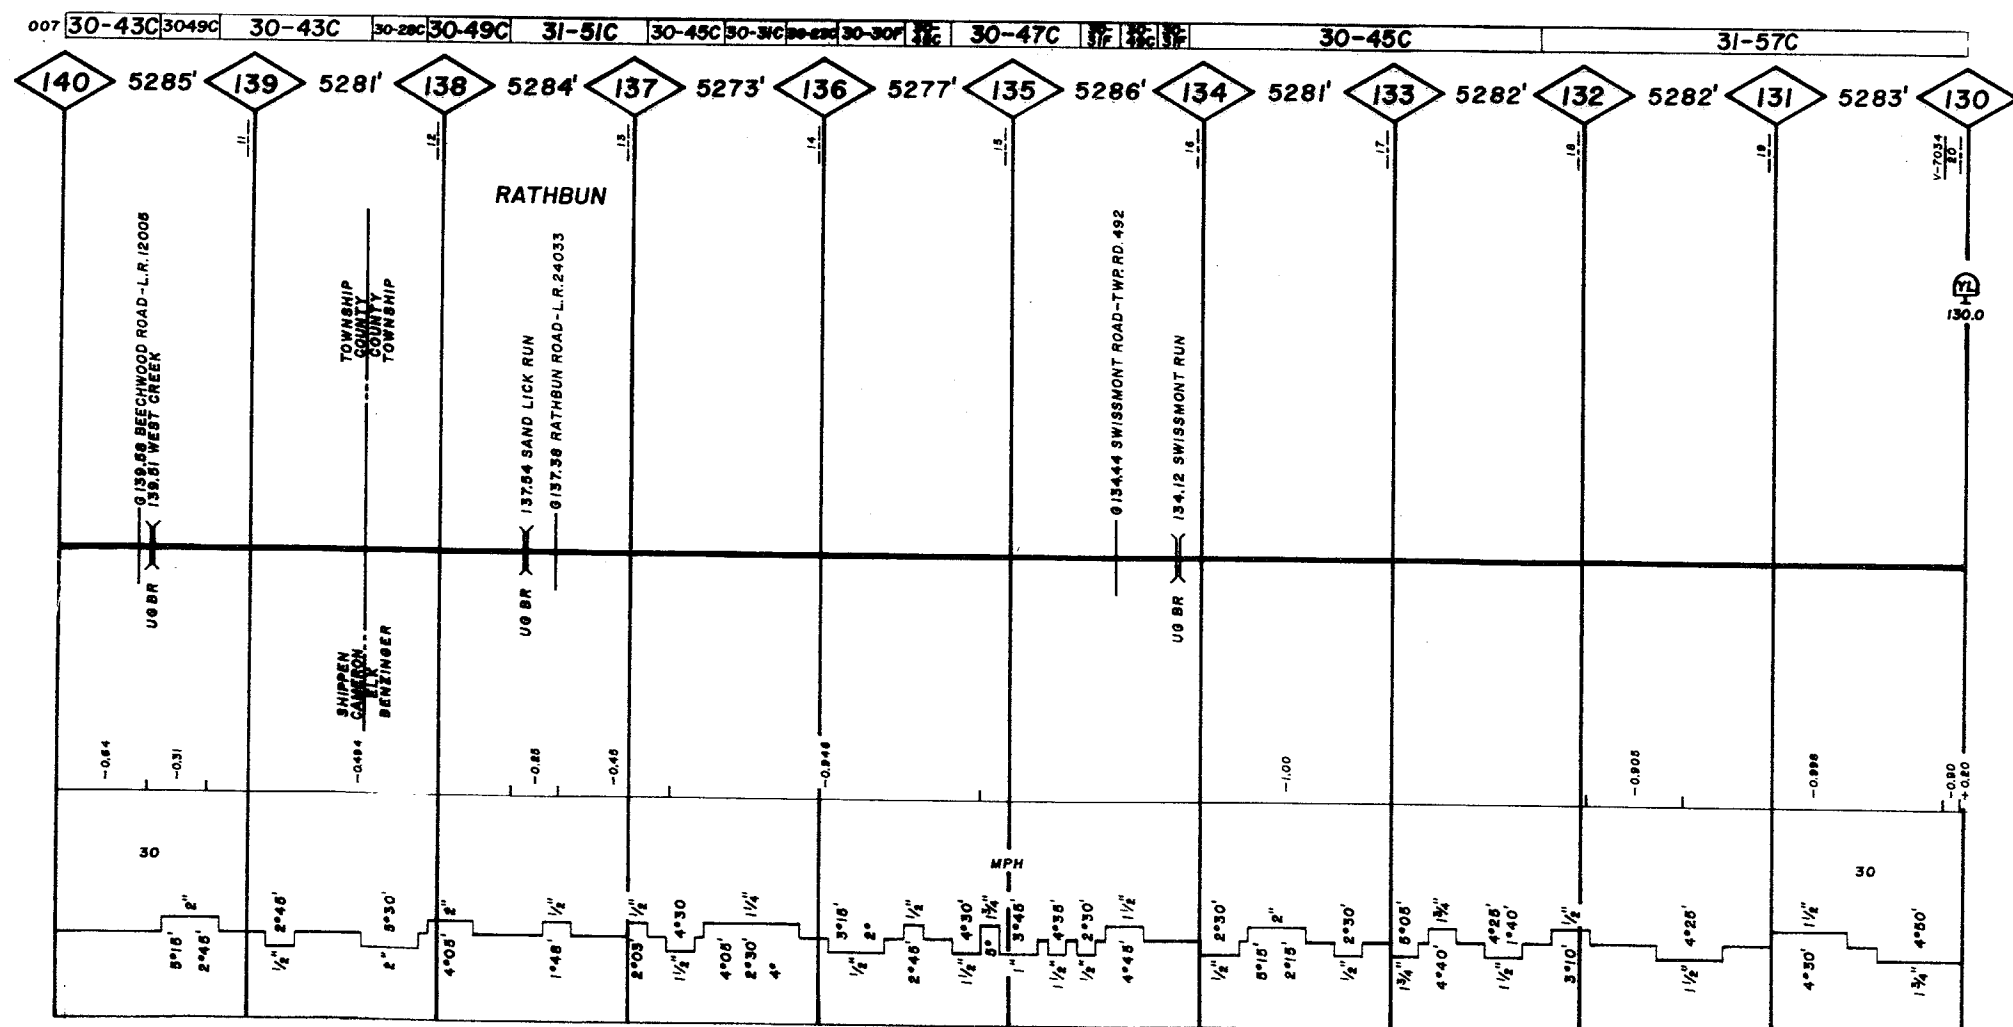 007 30-43C 3049C 30-43C 30-28C 30-49C 31-51C 30-45C 30-31C 30-23C 30-30F 30-47C 30-45C 31-57C
140 5285' 139 5281' 138 5284' 137 5273' 136 5277' 135 5286' 134 5281' 133 5282' 132 5282' 131 5283' 130
11 12 13 14 15 16 17 18 19 V-7034 20
RATHBUN
G 139.58 BEECHWOOD ROAD-L.R.12005
139.51 WEST CREEK
TOWNSHIP
COUNTY
COUNTY
TOWNSHIP
137.54 SAND LICK RUN
G 137.38 RATHBUN ROAD-L.R.24033
G 134.44 SWISSMONT ROAD-TWP.RD.492
134.12 SWISSMONT RUN
YL
130.0
UG BR
SHIPPEN
CAMERON
ELK
BENZINGER
UG BR
UG BR
-0.64 -0.31 -0.494 -0.25 -0.45 -0.946 -1.00 -0.905 -0.998 -0.90 +0.20
30 MPH 30
2" 2°45' 5°30' 2" 1/2" 1/2" 4°30 1 1/4" 3°15' 2° 1/2" 4°30' 1 3/4" 3°45' 4°35' 2°30' 1 1/2" 2°30' 2" 2°30' 5°05' 1 3/4" 4°25' 1°40' 1/2" 4°25' 1 1/2" 4°50'
5°15' 2°45' 1/2" 2" 4°05' 1°45' 2°03' 1 1/2" 4°05' 2°30' 4° 1/2" 2°45' 1 1/2" 5° 1" 1 1/2" 1/2" 4°45' 1/2" 5°15' 2°15' 1/2" 1 3/4" 4°40' 1 1/2" 3°10' 1 1/2" 4°30' 1 3/4"